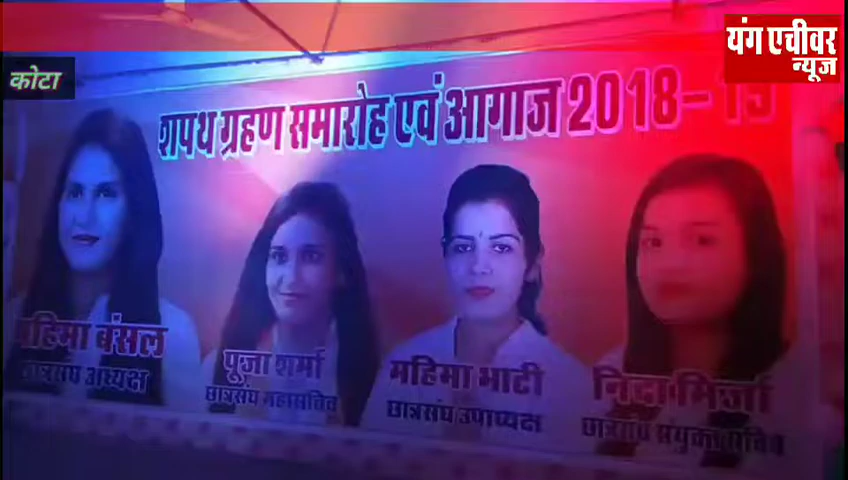 यंग एचीवर
न्यूज
कोटा
शपथ ग्रहण समारोह एवं आगाज 2018-19
महिमा बंसल
छात्रसंघ अध्यक्ष
पूजा शर्मा
छात्रसंघ महासचिव
महिमा भाटी
छात्रसंघ उपाध्यक्ष
निदा मिर्जा
छात्रसंघ संयुक्त सचिव